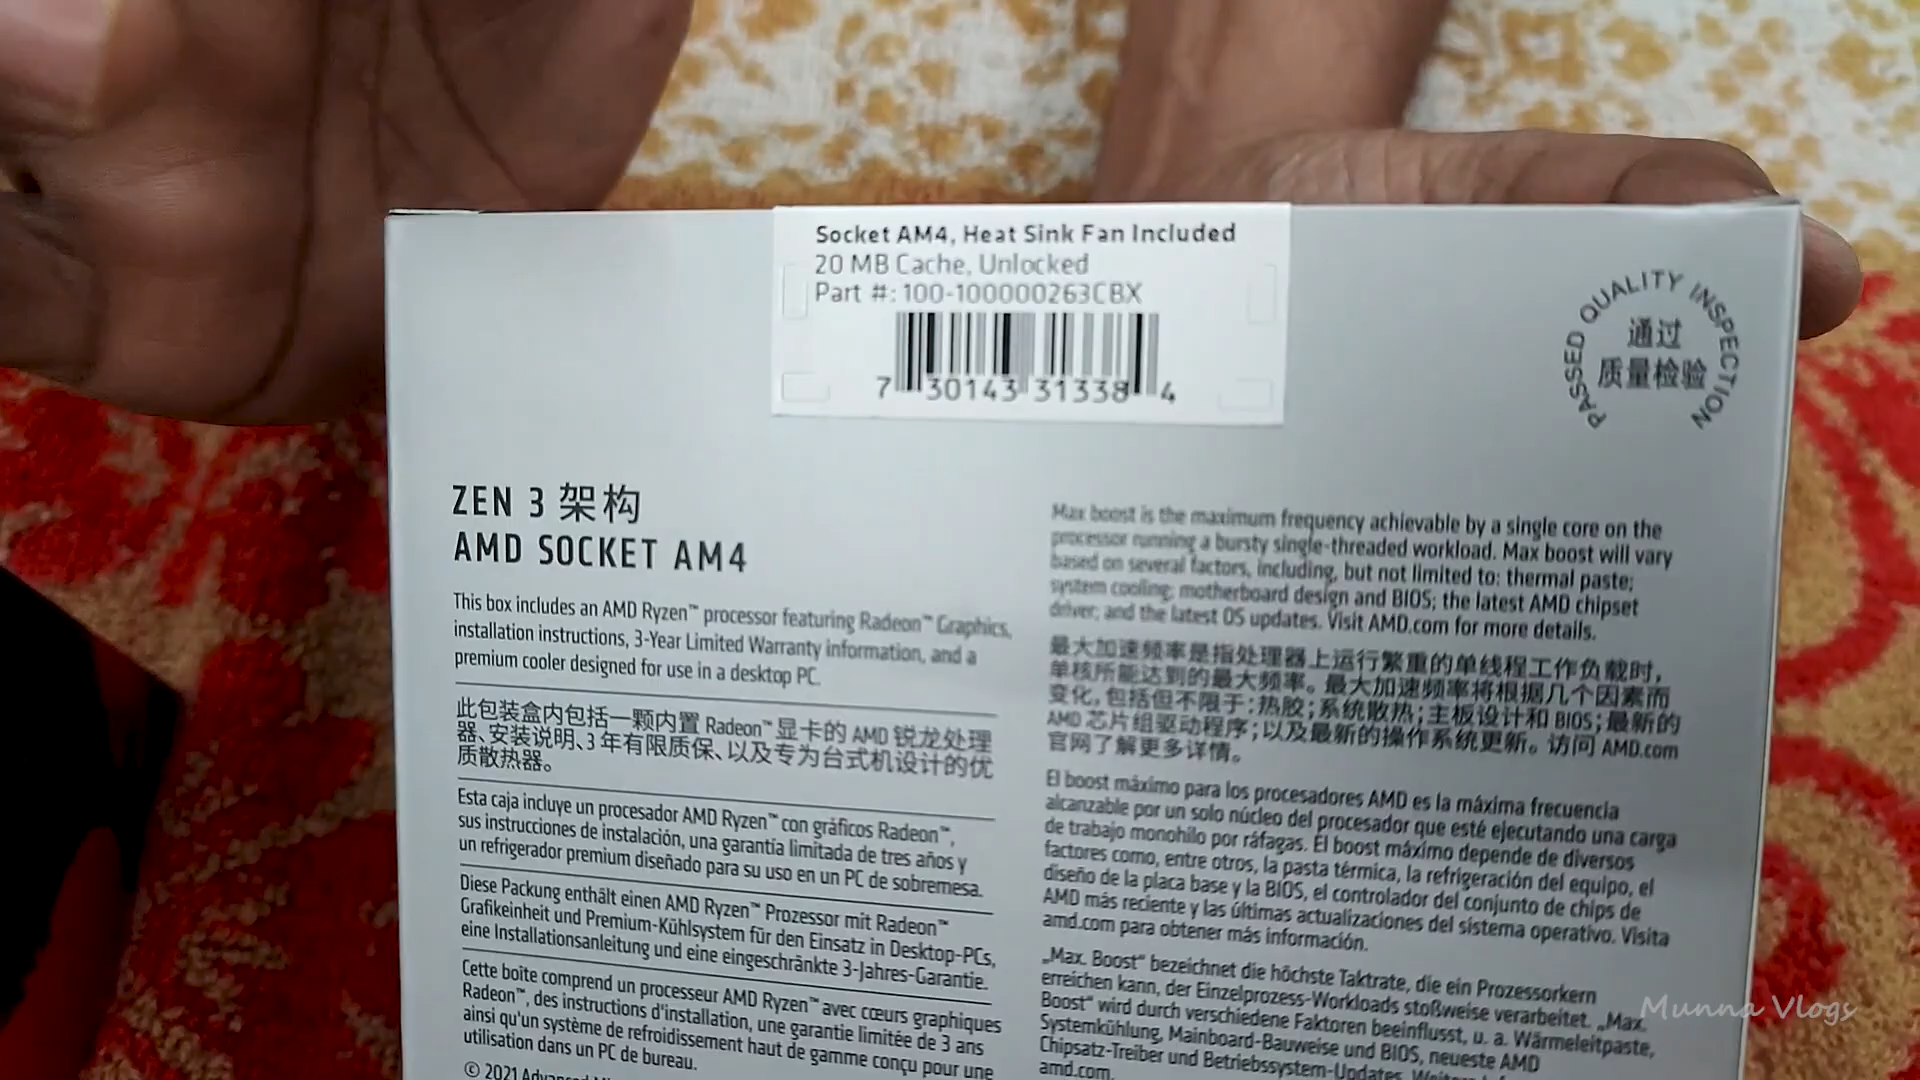 Socket AM4, Heat Sink Fan Included
20 MB Cache, Unlocked
Part #: 100-100000263CBX
7 30143 31338 4
PASSED QUALITY INSPECTION
通过
质量检验
ZEN 3 架构
AMD SOCKET AM4
This box includes an AMD Ryzen™ processor featuring Radeon™ Graphics,
installation instructions, 3-Year Limited Warranty information, and a
premium cooler designed for use in a desktop PC.
此包装盒内包括一颗内置 Radeon™ 显卡的 AMD 锐龙处理
器、安装说明、3 年有限质保、以及专为台式机设计的优
质散热器。
Esta caja incluye un procesador AMD Ryzen™ con gráficos Radeon™,
sus instrucciones de instalación, una garantía limitada de tres años y
un refrigerador premium diseñado para su uso en un PC de sobremesa.
Diese Packung enthält einen AMD Ryzen™ Prozessor mit Radeon™
Grafikeinheit und Premium-Kühlsystem für den Einsatz in Desktop-PCs,
eine Installationsanleitung und eine eingeschränkte 3-Jahres-Garantie.
Cette boîte comprend un processeur AMD Ryzen™ avec cœurs graphiques
Radeon™, des instructions d'installation, une garantie limitée de 3 ans
ainsi qu'un système de refroidissement haut de gamme conçu pour une
utilisation dans un PC de bureau.
© 2021
Max boost is the maximum frequency achievable by a single core on the
processor running a bursty single-threaded workload. Max boost will vary
based on several factors, including, but not limited to: thermal paste;
system cooling; motherboard design and BIOS; the latest AMD chipset
driver; and the latest OS updates. Visit AMD.com for more details.
最大加速频率是指处理器上运行繁重的单线程工作负载时,
单核所能达到的最大频率。最大加速频率将根据几个因素而
变化,包括但不限于:热胶;系统散热;主板设计和 BIOS;最新的
AMD 芯片组驱动程序;以及最新的操作系统更新。访问 AMD.com
官网了解更多详情。
El boost máximo para los procesadores AMD es la máxima frecuencia
alcanzable por un solo núcleo del procesador que esté ejecutando una carga
de trabajo monohilo por ráfagas. El boost máximo depende de diversos
factores como, entre otros, la pasta térmica, la refrigeración del equipo, el
diseño de la placa base y la BIOS, el controlador del conjunto de chips de
AMD más reciente y las últimas actualizaciones del sistema operativo. Visita
amd.com para obtener más información.
„Max. Boost“ bezeichnet die höchste Taktrate, die ein Prozessorkern
erreichen kann, der Einzelprozess-Workloads stoßweise verarbeitet. „Max.
Boost“ wird durch verschiedene Faktoren beeinflusst, u. a. Wärmeleitpaste,
Systemkühlung, Mainboard-Bauweise und BIOS, neueste AMD
Chipsatz-Treiber und Betriebssystem-Updates.
amd.com.
Munna Vlogs